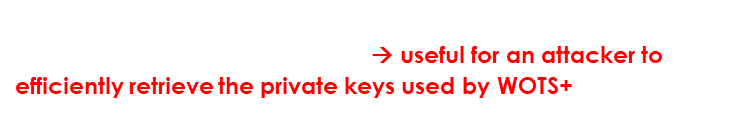 → useful for an attacker to
efficiently retrieve the private keys used by WOTS+